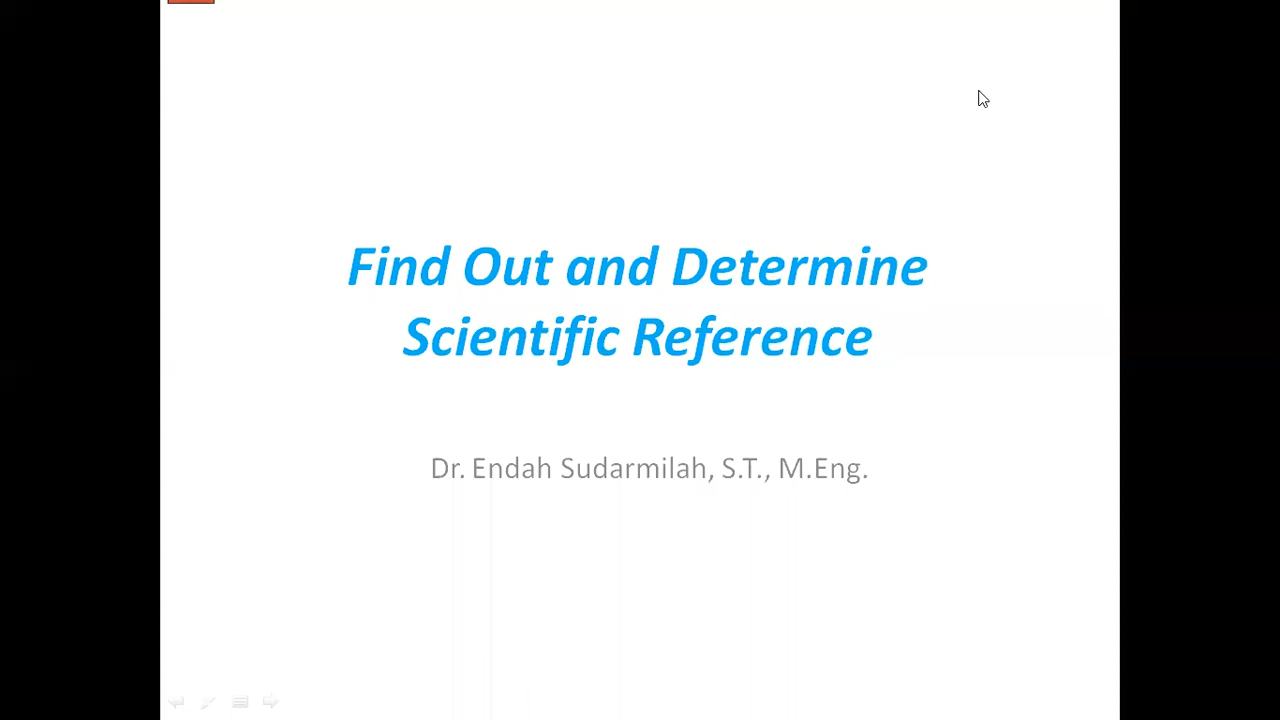 Find Out and Determine
Scientific Reference
Dr. Endah Sudarmilah, S.T., M.Eng.